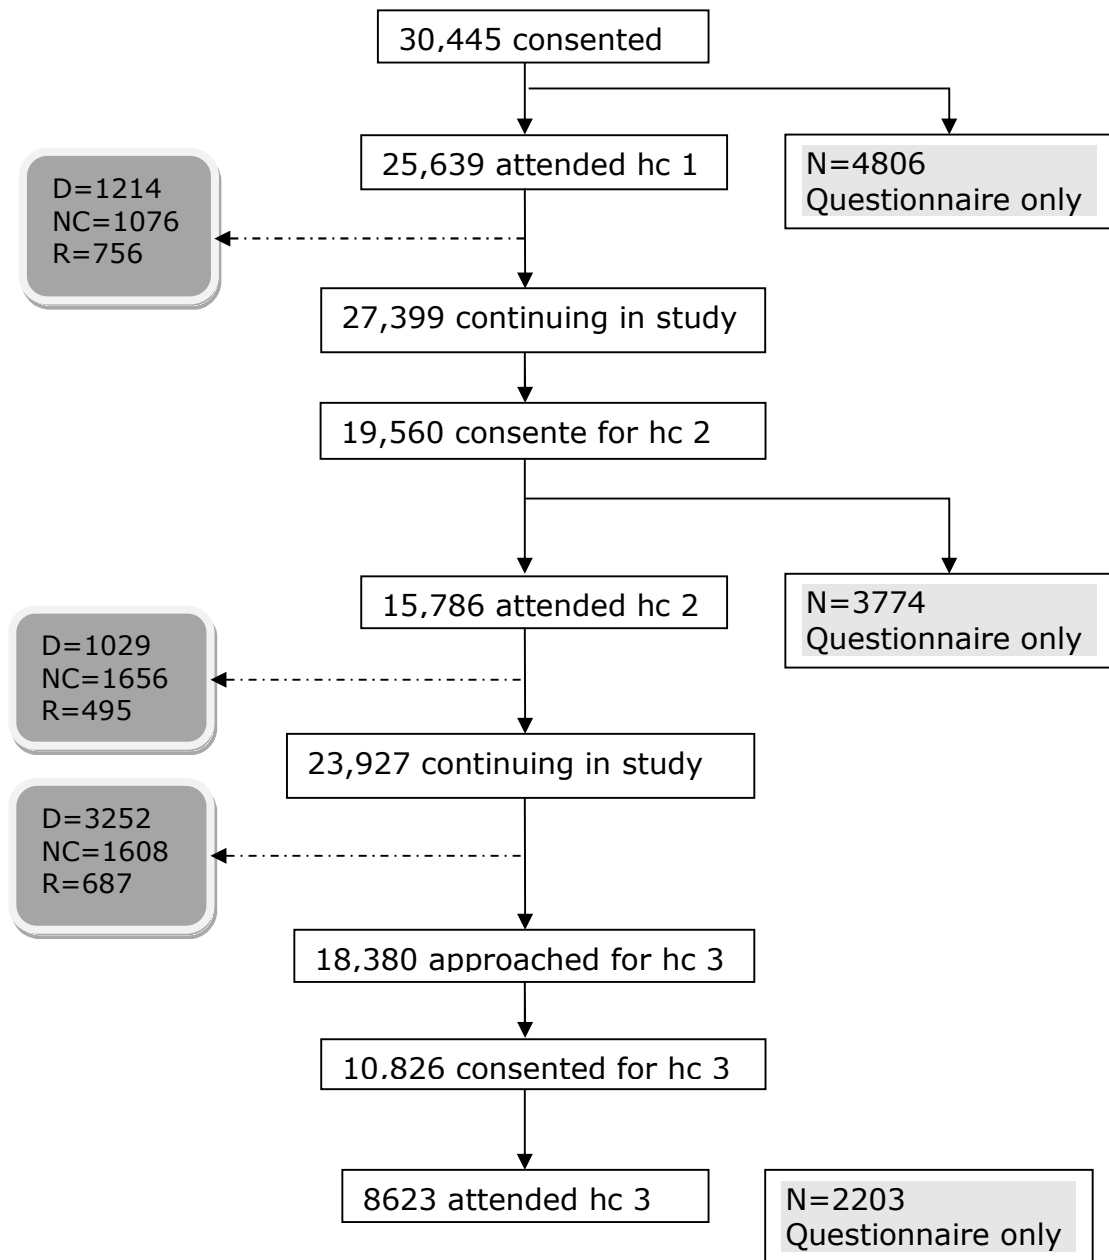 30,445 consented
25,639 attended hc 1
N=4806
Questionnaire only
D=1214
NC=1076
R=756
27,399 continuing in study
19,560 consente for hc 2
15,786 attended hc 2
N=3774
Questionnaire only
D=1029
NC=1656
R=495
23,927 continuing in study
D=3252
NC=1608
R=687
18,380 approached for hc 3
10,826 consented for hc 3
8623 attended hc 3
N=2203
Questionnaire only